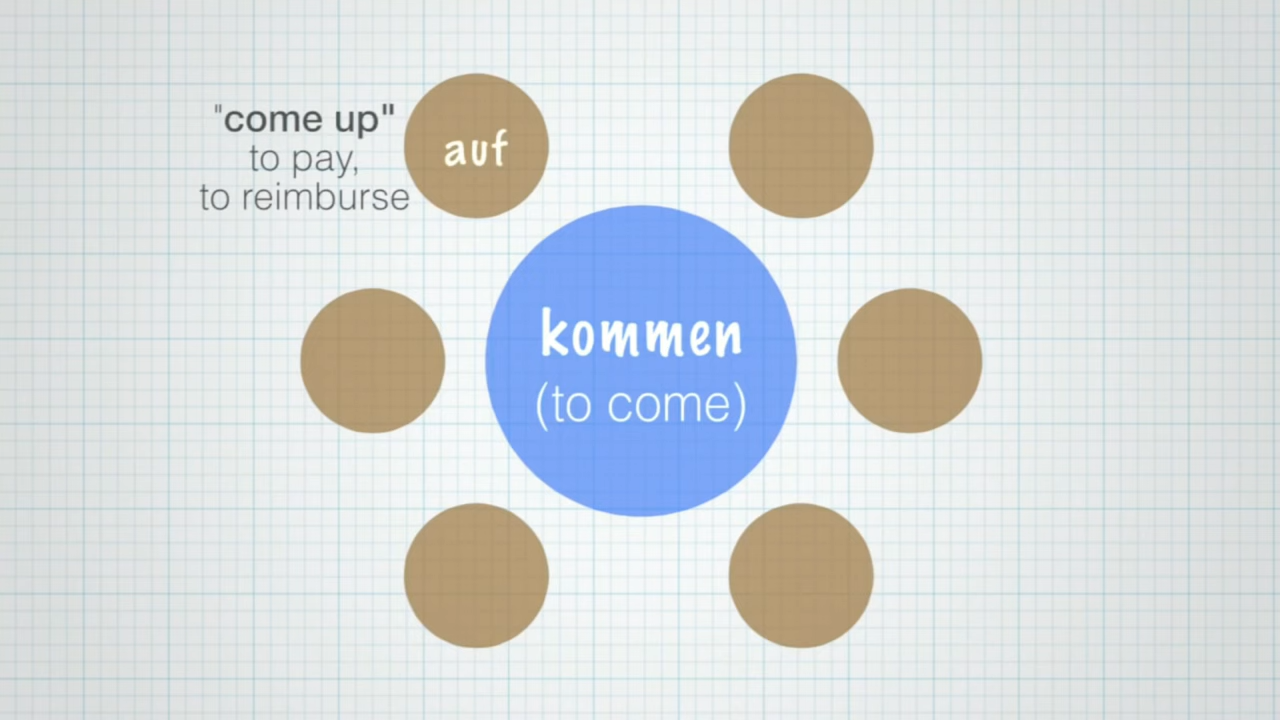 "come up"
to pay,
to reimburse
auf
kommen
(to come)